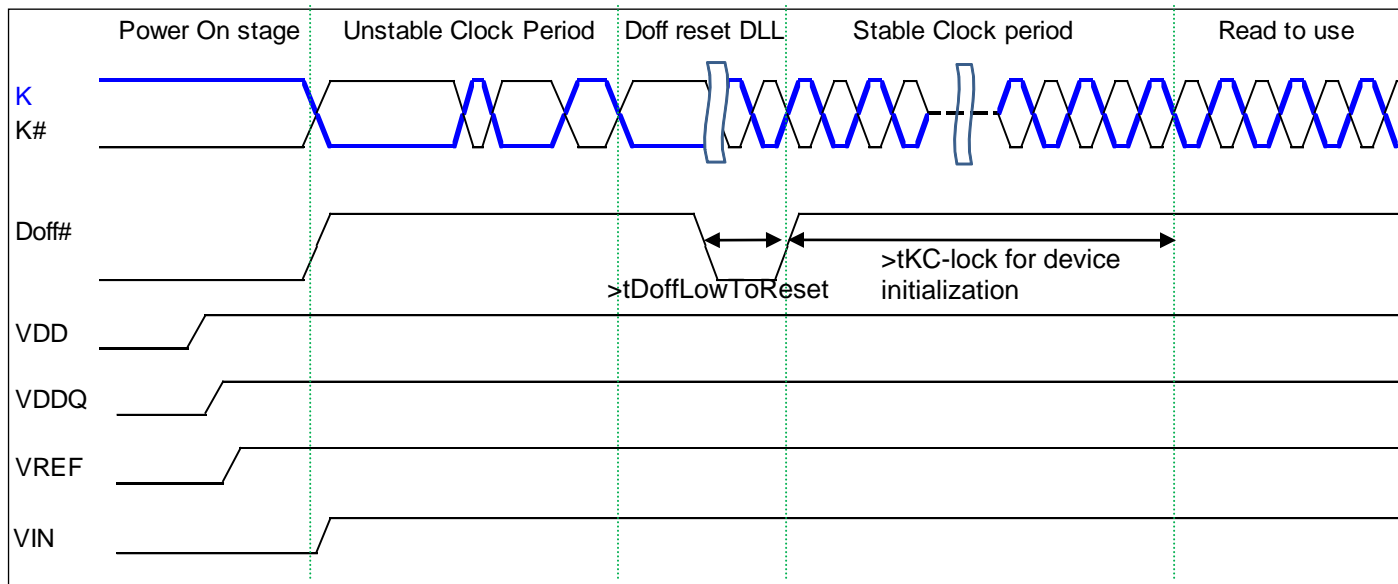 Power On stage
Unstable Clock Period
Doff reset DLL
Stable Clock period
Read to use
K
K#
Doff#
>tDoffLowToReset
>tKC-lock for device
initialization
VDD
VDDQ
VREF
VIN